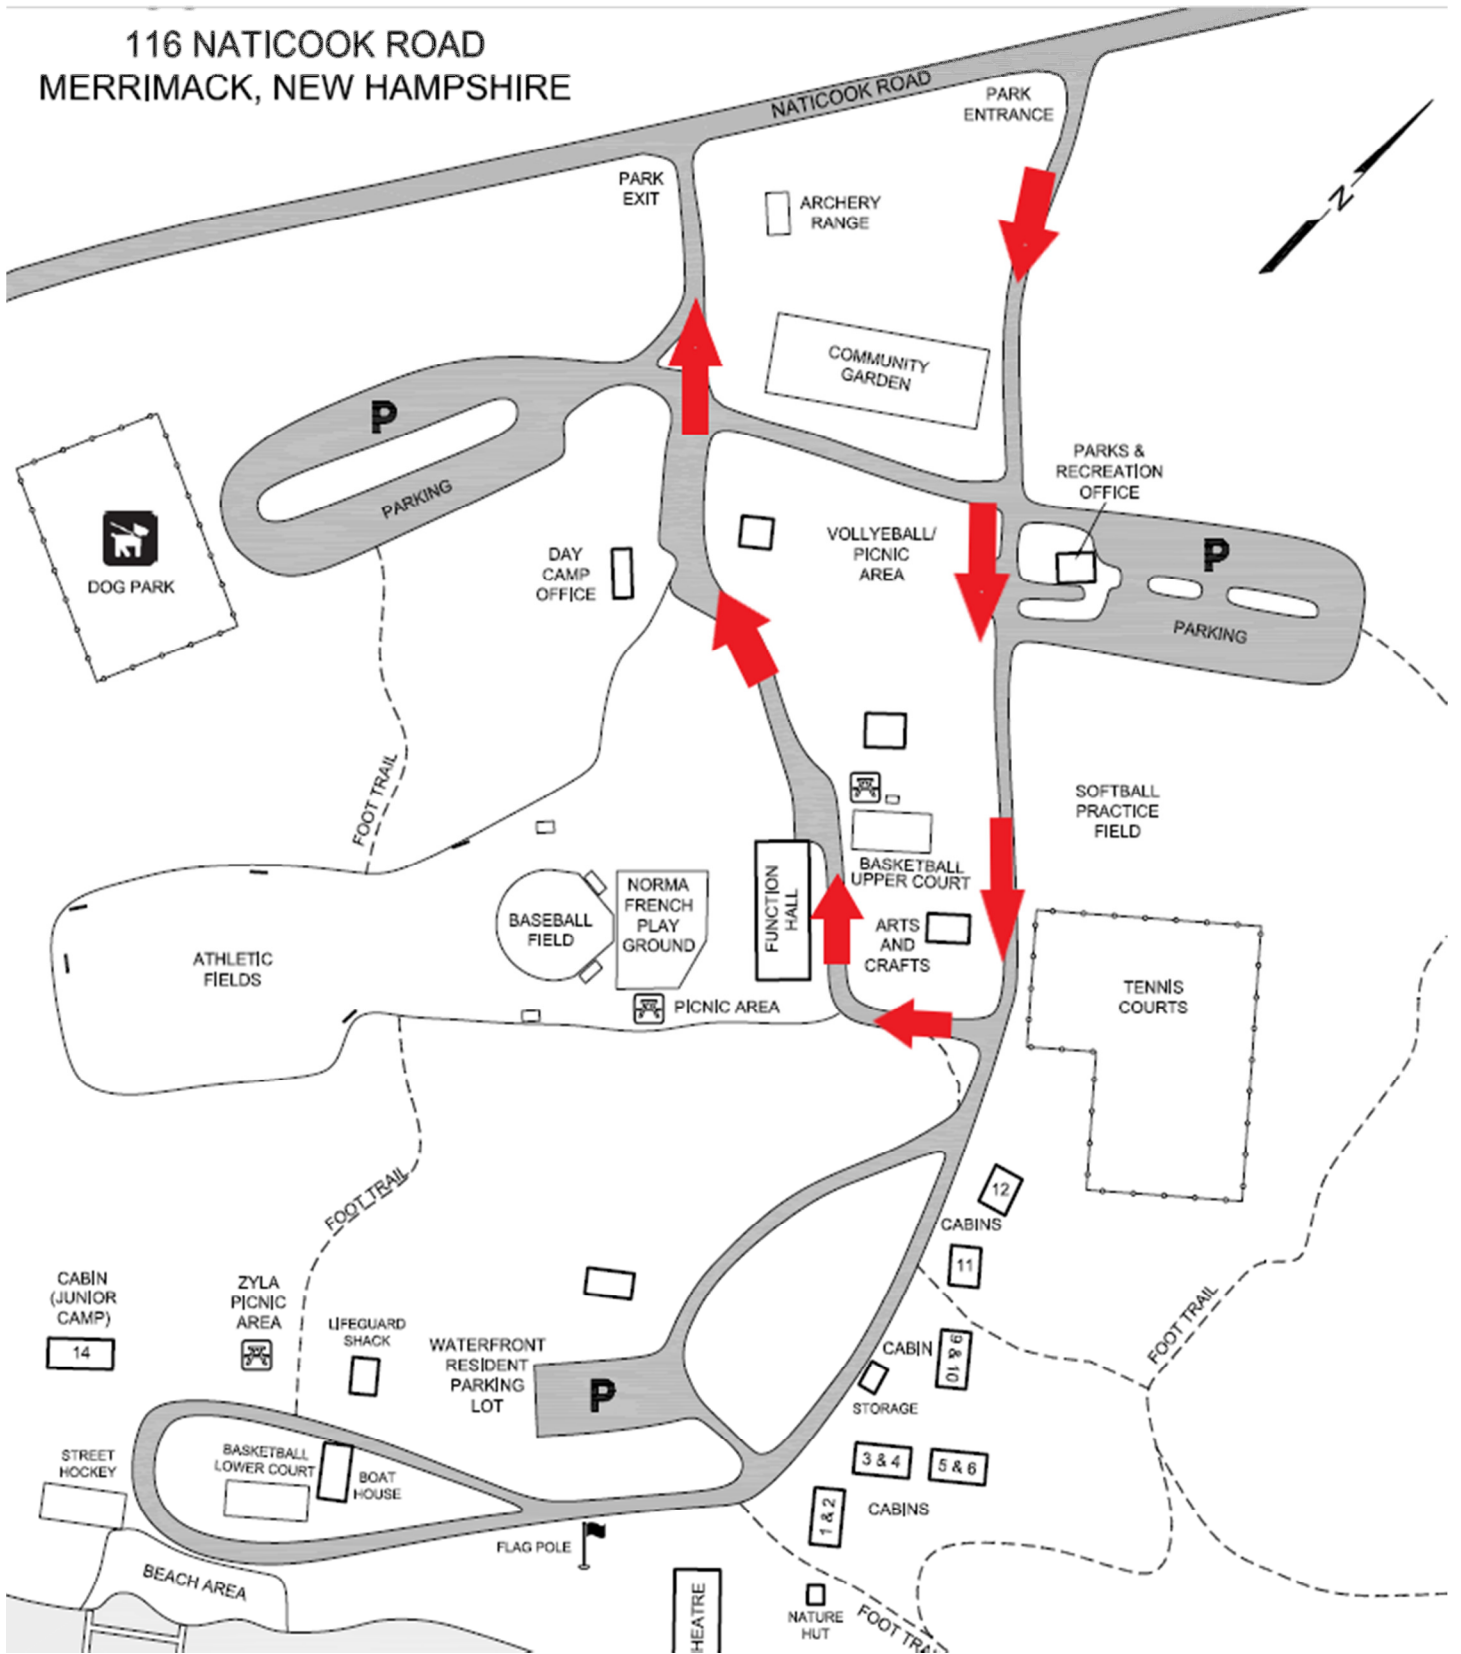 116 NATICOOK ROAD
MERRIMACK, NEW HAMPSHIRE
NATICOOK ROAD
PARK
ENTRANCE
PARK
EXIT
ARCHERY
RANGE
N
COMMUNITY
GARDEN
P
PARKING
PARKS &
RECREATION
OFFICE
P
PARKING
VOLLYEBALL/
PICNIC
AREA
DAY
CAMP
OFFICE
DOG PARK
FOOT TRAIL
SOFTBALL
PRACTICE
FIELD
BASKETBALL
UPPER COURT
FUNCTION
HALL
NORMA
FRENCH
PLAY
GROUND
BASEBALL
FIELD
ARTS
AND
CRAFTS
ATHLETIC
FIELDS
PICNIC AREA
TENNIS
COURTS
FOOT TRAIL
12
CABINS
11
CABIN
(JUNIOR
CAMP)
14
ZYLA
PICNIC
AREA
LIFEGUARD
SHACK
WATERFRONT
RESIDENT
PARKING
LOT
P
CABIN
9 & 10
STORAGE
FOOT TRAIL
STREET
HOCKEY
BASKETBALL
LOWER COURT
BOAT
HOUSE
3 & 4
5 & 6
1 & 2
CABINS
FLAG POLE
BEACH AREA
HEATRE
NATURE
HUT
FOOT TRA